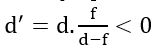 d′ = d.f/(d−f) < 0